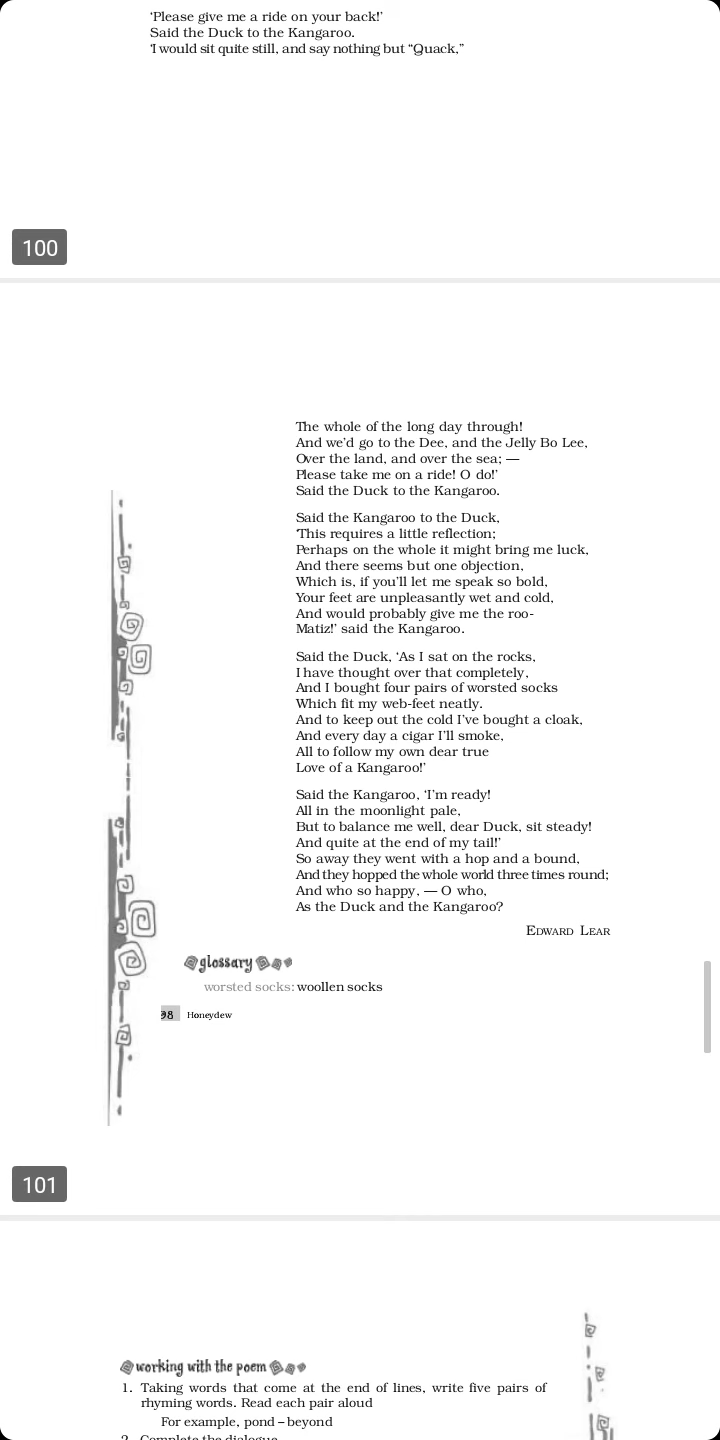 ‘Please give me a ride on your back!’
Said the Duck to the Kangaroo.
‘I would sit quite still, and say nothing but “Quack,”
100
The whole of the long day through!
And we’d go to the Dee, and the Jelly Bo Lee,
Over the land, and over the sea; —
Please take me on a ride! O do!’
Said the Duck to the Kangaroo.
Said the Kangaroo to the Duck,
‘This requires a little reflection;
Perhaps on the whole it might bring me luck,
And there seems but one objection,
Which is, if you’ll let me speak so bold,
Your feet are unpleasantly wet and cold,
And would probably give me the roo-
Matiz!’ said the Kangaroo.
Said the Duck, ‘As I sat on the rocks,
I have thought over that completely,
And I bought four pairs of worsted socks
Which fit my web-feet neatly.
And to keep out the cold I’ve bought a cloak,
And every day a cigar I’ll smoke,
All to follow my own dear true
Love of a Kangaroo!’
Said the Kangaroo, ‘I’m ready!
All in the moonlight pale,
But to balance me well, dear Duck, sit steady!
And quite at the end of my tail!’
So away they went with a hop and a bound,
And they hopped the whole world three times round;
And who so happy, — O who,
As the Duck and the Kangaroo?
EDWARD LEAR
glossary
worsted socks: woollen socks
98 Honeydew
101
working with the poem
1. Taking words that come at the end of lines, write five pairs of
rhyming words. Read each pair aloud
For example, pond – beyond
2. Complete the dialogue